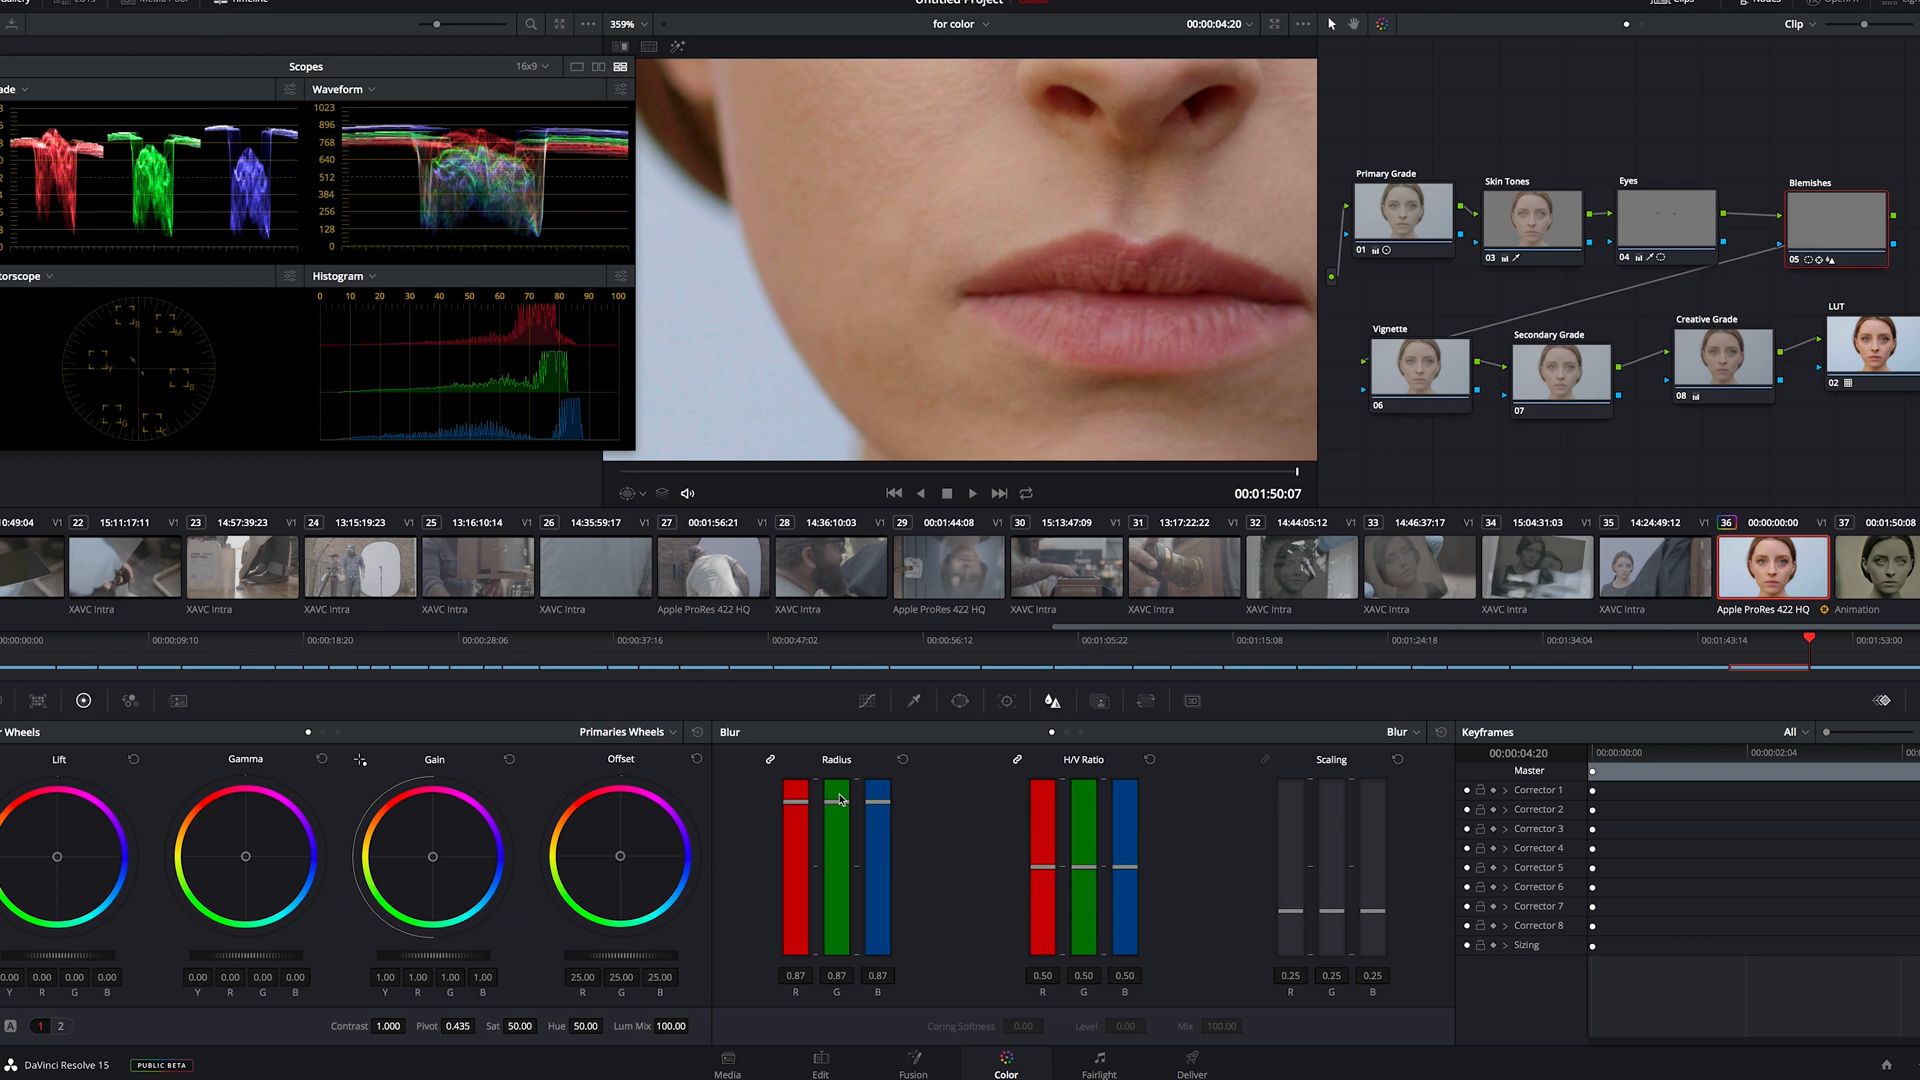 Untitled Project
359%
for color
00:00:04:20
Clip
Scopes
16x9
ade
Waveform
1023
896
768
640
512
384
256
128
0
torscope
Histogram
0 10 20 30 40 50 60 70 80 90 100
Primary Grade
01
Skin Tones
03
Eyes
04
Blemishes
05
Vignette
06
Secondary Grade
07
Creative Grade
08
LUT
02
00:01:50:07
0:49:04 V1
22 15:11:17:11 V1
23 14:57:39:23 V1
24 13:15:19:23 V1
25 13:16:10:14 V1
26 14:35:59:17 V1
27 00:01:56:21 V1
28 14:36:10:03 V1
29 00:01:44:08 V1
30 15:13:47:09 V1
31 13:17:22:22 V1
32 14:44:05:12 V1
33 14:46:37:17 V1
34 15:04:31:03 V1
35 14:24:49:12 V1
36 00:00:00:00 V1
37 00:01:50:08
XAVC Intra
XAVC Intra
XAVC Intra
XAVC Intra
XAVC Intra
Apple ProRes 422 HQ
XAVC Intra
Apple ProRes 422 HQ
XAVC Intra
XAVC Intra
XAVC Intra
XAVC Intra
XAVC Intra
XAVC Intra
Apple ProRes 422 HQ
Animation
00:00:00:00
00:00:09:10
00:00:18:20
00:00:28:06
00:00:37:16
00:00:47:02
00:00:56:12
00:01:05:22
00:01:15:08
00:01:24:18
00:01:34:04
00:01:43:14
00:01:53:00
r Wheels
Primaries Wheels
Lift
Gamma
Gain
Offset
0.00 0.00 0.00 0.00
Y R G B
0.00 0.00 0.00 0.00
Y R G B
1.00 1.00 1.00 1.00
Y R G B
25.00 25.00 25.00
R G B
A 1 2
Contrast 1.000 Pivot 0.435 Sat 50.00 Hue 50.00 Lum Mix 100.00
Blur
Blur
Radius
H/V Ratio
Scaling
0.87 0.87 0.87
R G B
0.50 0.50 0.50
R G B
0.25 0.25 0.25
R G B
Coring Softness 0.00 Level 0.00 Mix 100.00
Keyframes
All
00:00:04:20
00:00:00:00
00:00:02:04
00:
Master
Corrector 1
Corrector 2
Corrector 3
Corrector 4
Corrector 5
Corrector 6
Corrector 7
Corrector 8
Sizing
DaVinci Resolve 15
PUBLIC BETA
Media
Edit
Fusion
Color
Fairlight
Deliver
3D